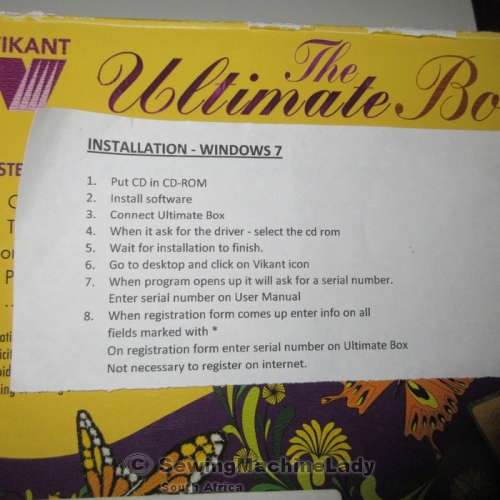 VIKANT
The
Ultimate Bo
INSTALLATION - WINDOWS 7
1. Put CD in CD-ROM
2. Install software
3. Connect Ultimate Box
4. When it ask for the driver - select the cd rom
5. Wait for installation to finish.
6. Go to desktop and click on Vikant icon
7. When program opens up it will ask for a serial number.
Enter serial number on User Manual
8. When registration form comes up enter info on all
fields marked with *
On registration form enter serial number on Ultimate Box
Not necessary to register on internet.
© SewingMachineLady
South Africa